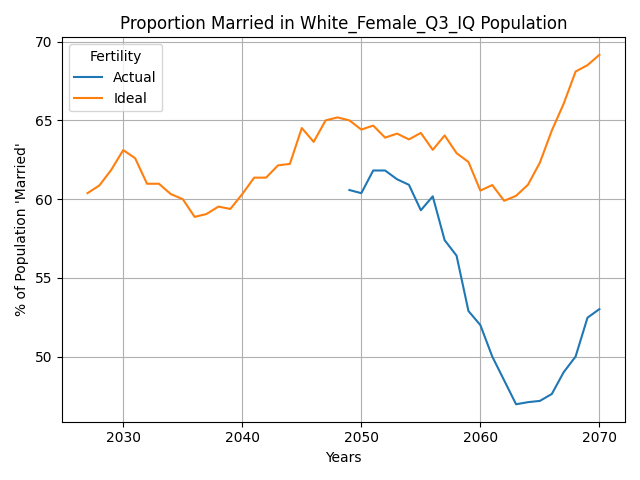 Proportion Married in White_Female_Q3_IQ Population
70
65
60
55
50
% of Population 'Married'
Fertility
Actual
Ideal
2030
2040
2050
2060
2070
Years